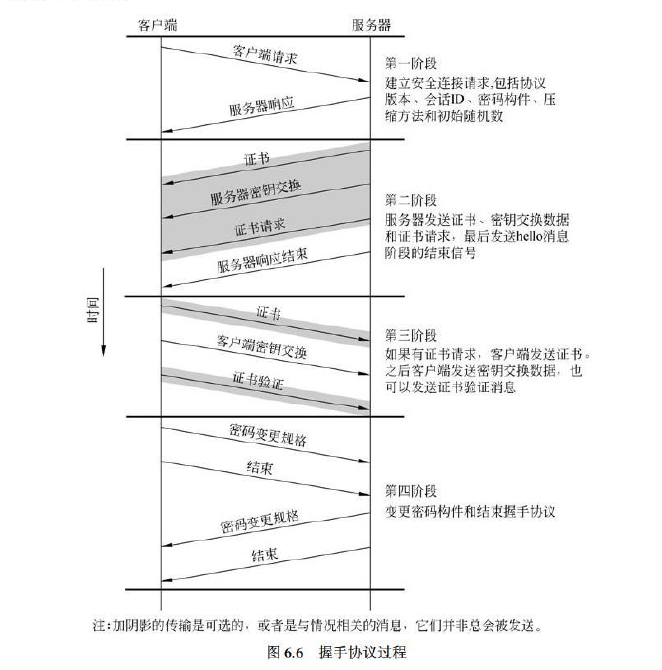 客户端
服务器
客户端请求
服务器响应
第一阶段
建立安全连接请求,包括协议
版本、会话ID、密码构件、压
缩方法和初始随机数
证书
服务器密钥交换
证书请求
服务器响应结束
第二阶段
服务器发送证书、密钥交换数据
和证书请求，最后发送hello消息
阶段的结束信号
时间
证书
客户端密钥交换
证书验证
第三阶段
如果有证书请求，客户端发送证书。
之后客户端发送密钥交换数据，也
可以发送证书验证消息
密码变更规格
结束
密码变更规格
结束
第四阶段
变更密码构件和结束握手协议
注:加阴影的传输是可选的，或者是与情况相关的消息，它们并非总会被发送。
图 6.6 握手协议过程